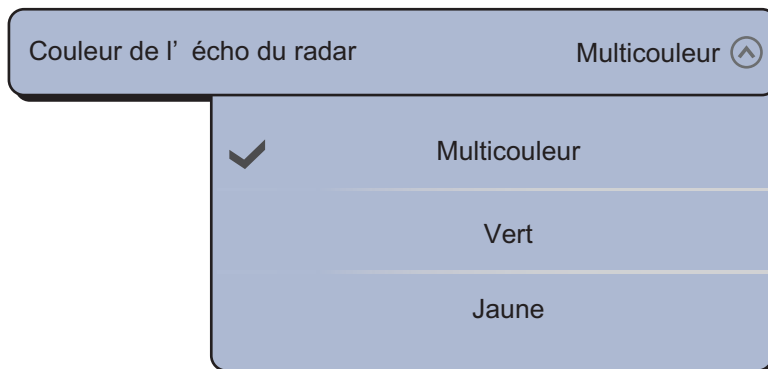 Couleur de l’ écho du radar Multicouleur
Multicouleur
Vert
Jaune